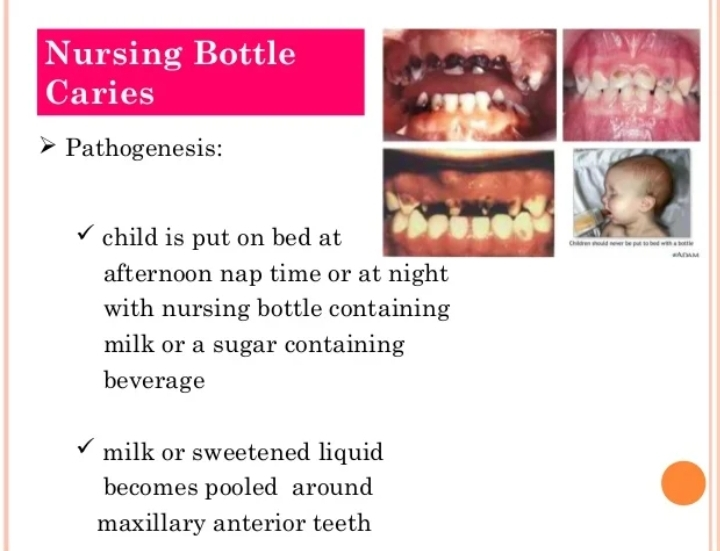 Nursing Bottle
Caries
Pathogenesis:
child is put on bed at
afternoon nap time or at night
with nursing bottle containing
milk or a sugar containing
beverage
milk or sweetened liquid
becomes pooled around
maxillary anterior teeth
Children should never be put to bed with a bottle
*ADAM